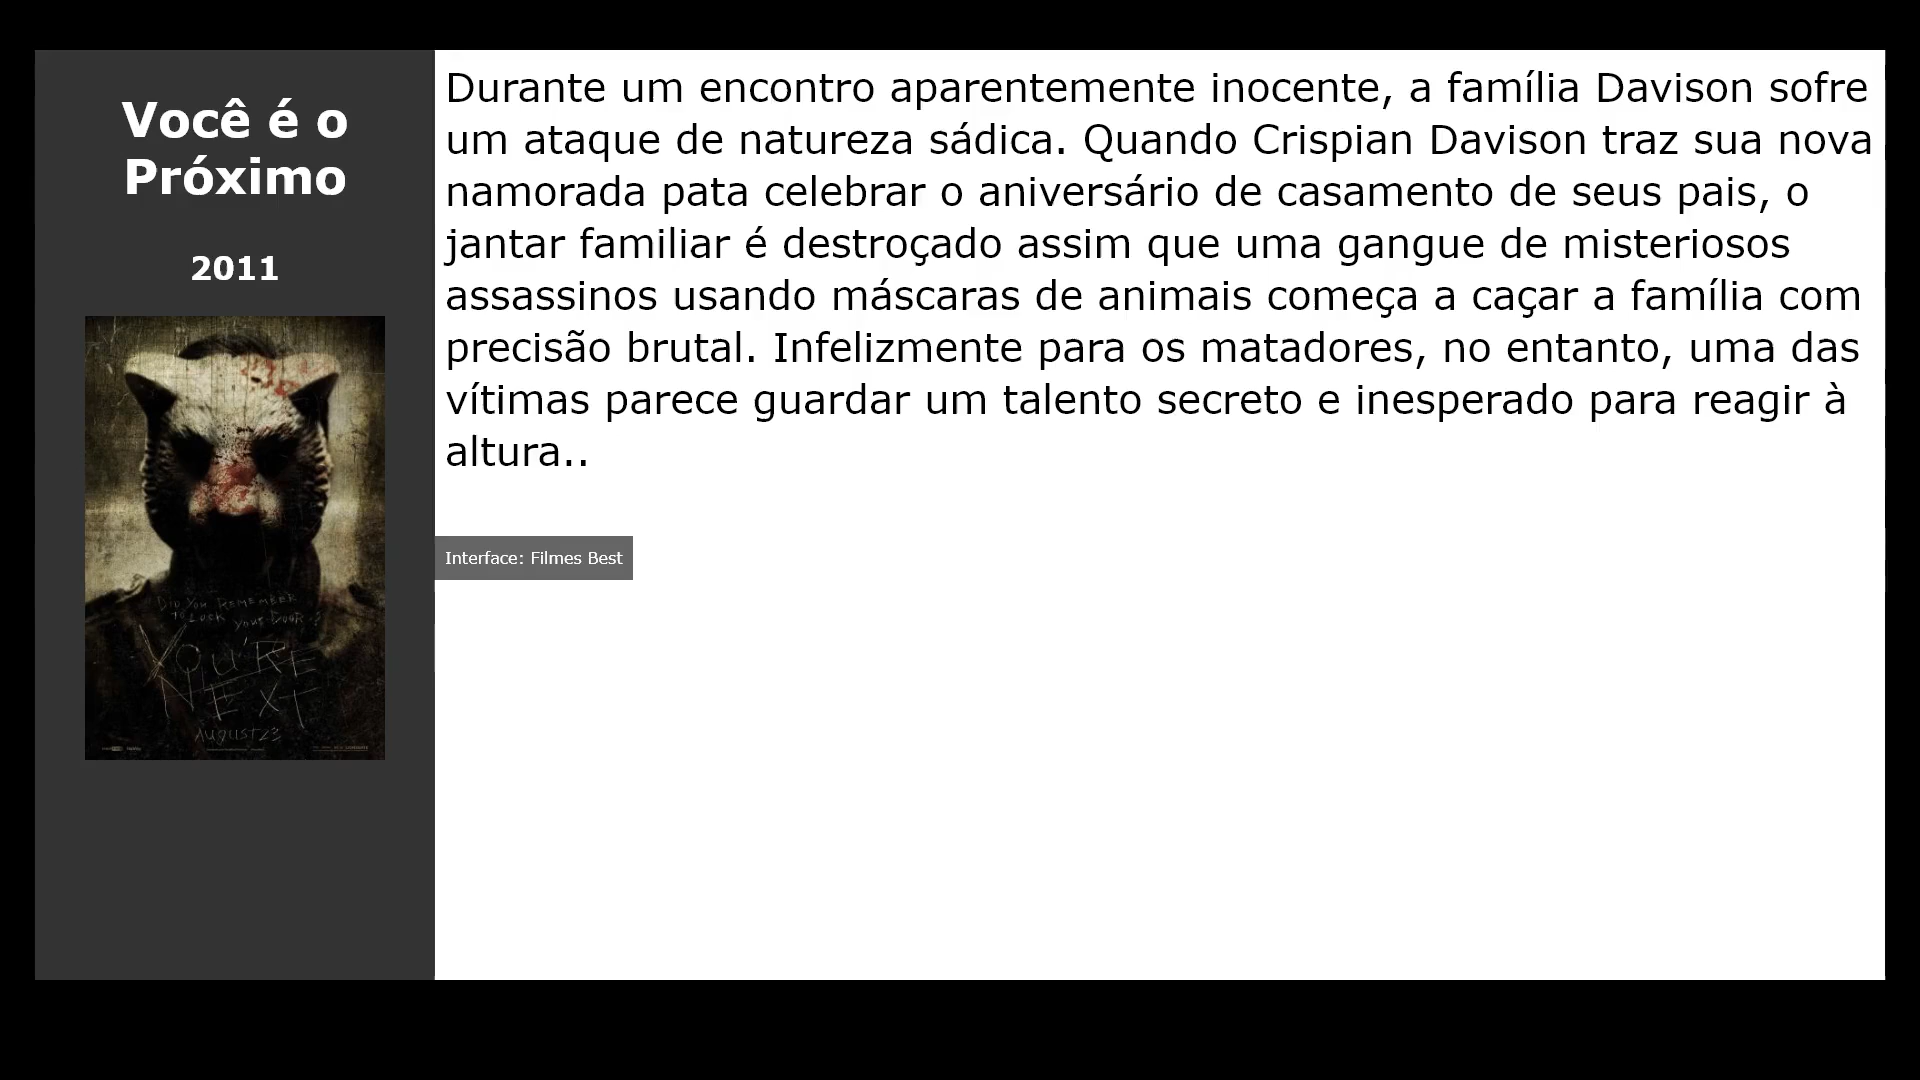 Você é o
Próximo
2011
DID YOU REMEMBER
TO LOCK YOUR DOOR?
YOU'RE
NEXT
AUGUST 23
Durante um encontro aparentemente inocente, a família Davison sofre
um ataque de natureza sádica. Quando Crispian Davison traz sua nova
namorada pata celebrar o aniversário de casamento de seus pais, o
jantar familiar é destroçado assim que uma gangue de misteriosos
assassinos usando máscaras de animais começa a caçar a família com
precisão brutal. Infelizmente para os matadores, no entanto, uma das
vítimas parece guardar um talento secreto e inesperado para reagir à
altura..
Interface: Filmes Best